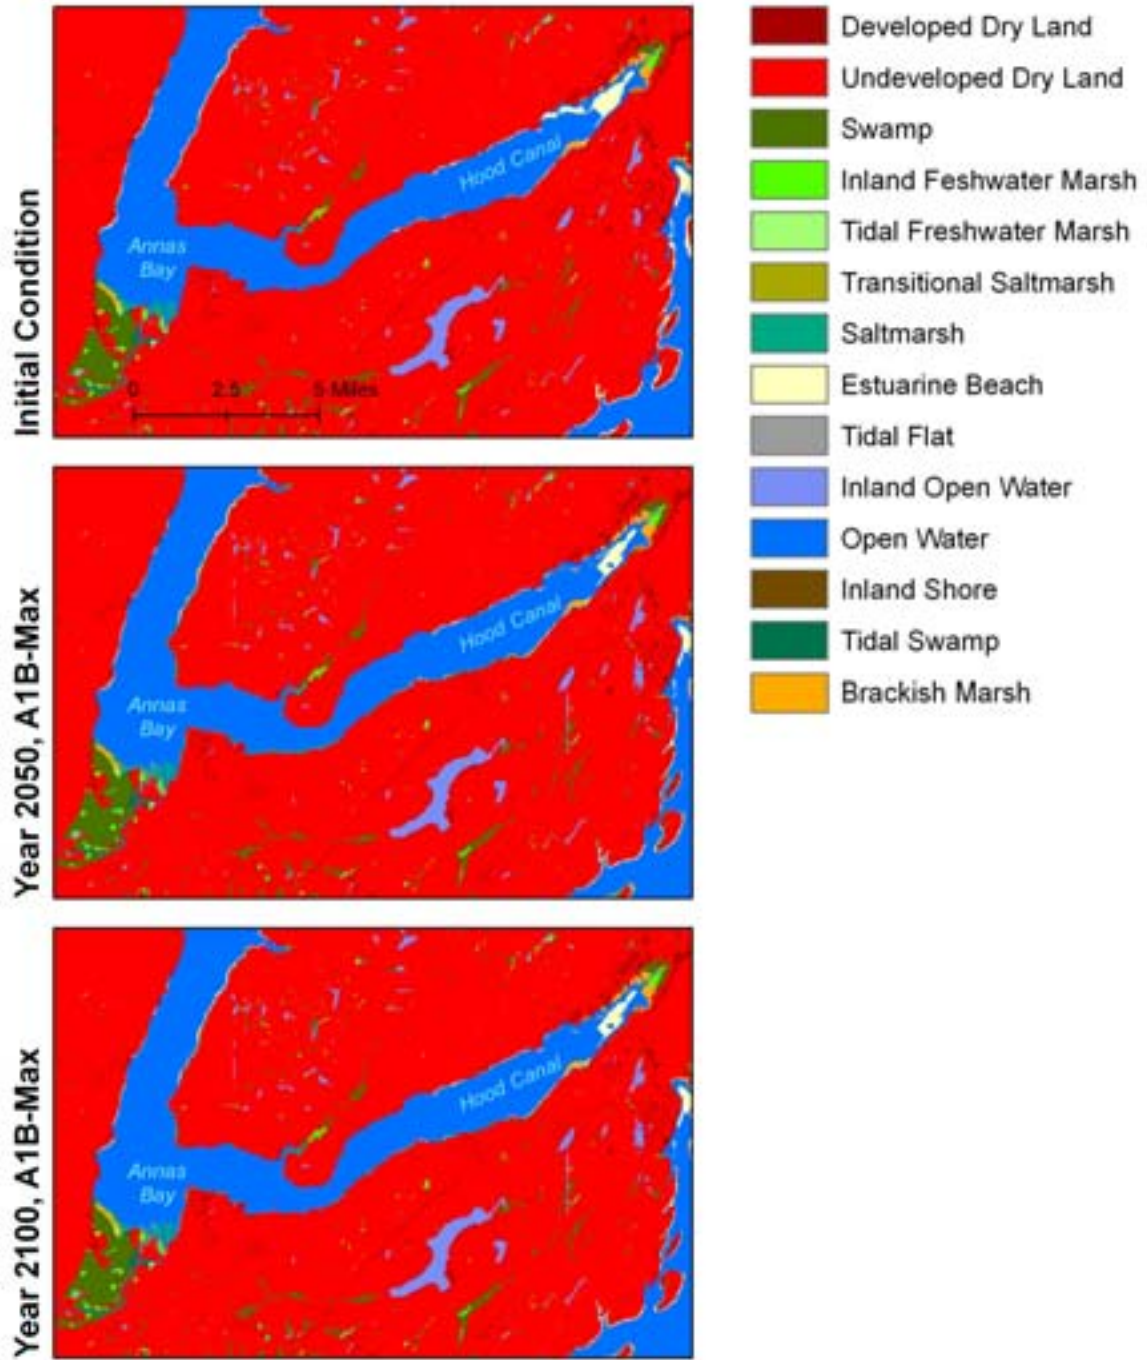 Initial Condition
Annas
Bay
Hood Canal
0 2.5 5 Miles
Year 2050, A1B-Max
Annas
Bay
Hood Canal
Year 2100, A1B-Max
Annas
Bay
Hood Canal
Developed Dry Land
Undeveloped Dry Land
Swamp
Inland Feshwater Marsh
Tidal Freshwater Marsh
Transitional Saltmarsh
Saltmarsh
Estuarine Beach
Tidal Flat
Inland Open Water
Open Water
Inland Shore
Tidal Swamp
Brackish Marsh